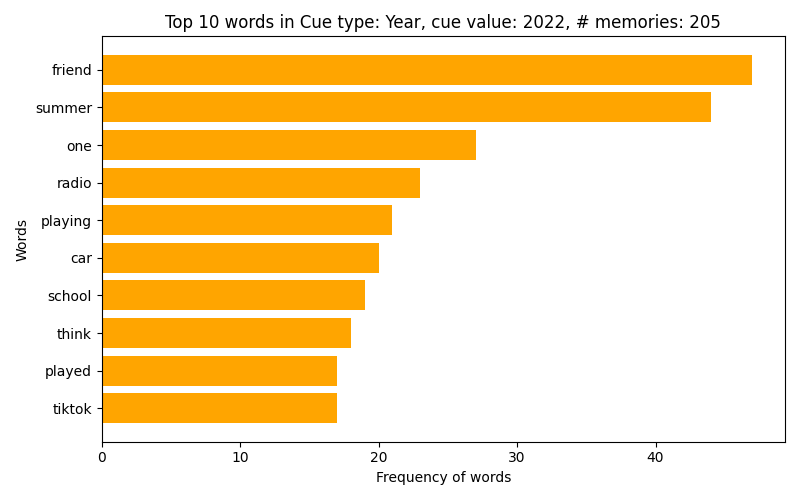 Top 10 words in Cue type: Year, cue value: 2022, # memories: 205
friend
summer
one
radio
playing
car
school
think
played
tiktok
Words
0 10 20 30 40
Frequency of words